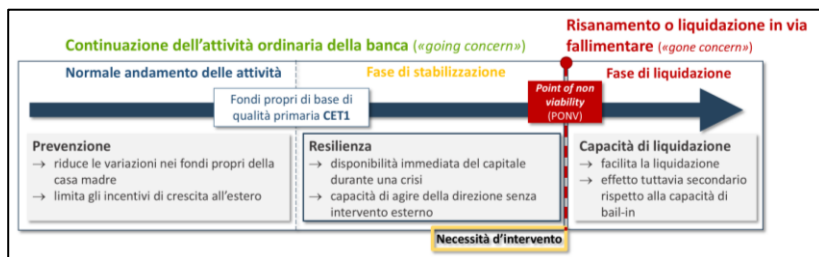 Continuazione dell'attività ordinaria della banca («going concern»)
Risanamento o liquidazione in via
fallimentare («gone concern»)
Normale andamento delle attività
Fase di stabilizzazione
Fase di liquidazione
Fondi propri di base di
qualità primaria CET1
Point of non
viability
(PONV)
Prevenzione
→ riduce le variazioni nei fondi propri della
casa madre
→ limita gli incentivi di crescita all'estero
Resilienza
→ disponibilità immediata del capitale
durante una crisi
→ capacità di agire della direzione senza
intervento esterno
Capacità di liquidazione
→ facilita la liquidazione
→ effetto tuttavia secondario
rispetto alla capacità di
bail-in
Necessità d'intervento